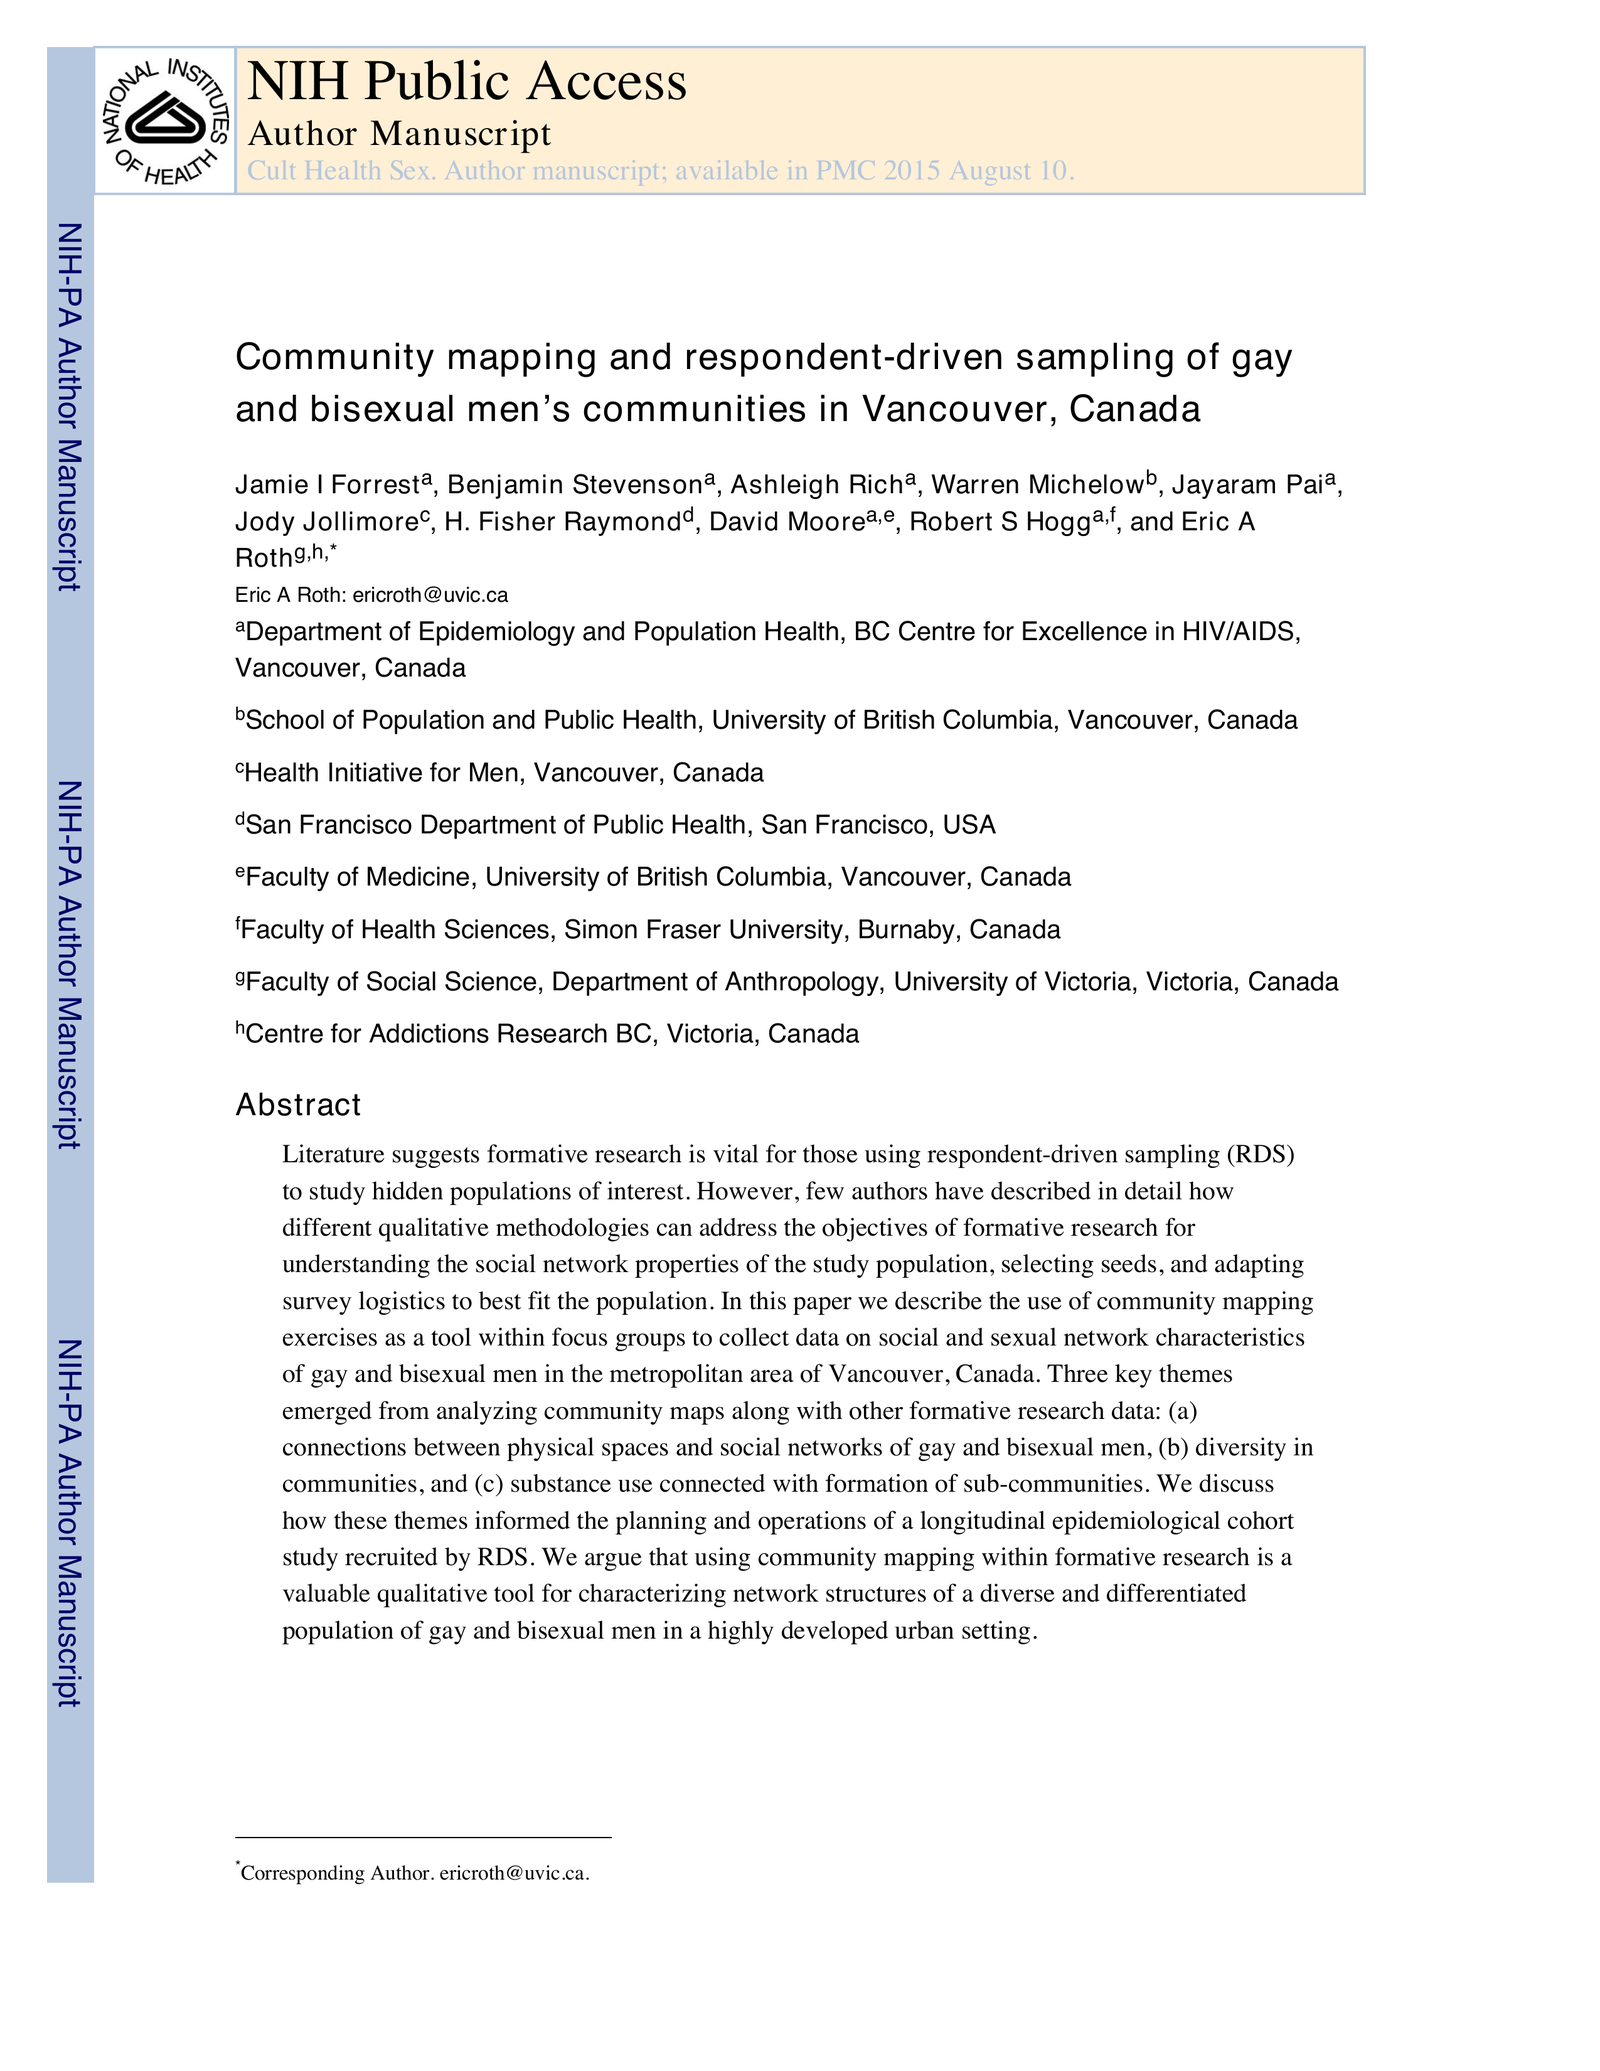 NATIONAL INSTITUTES OF HEALTH
NIH Public Access
Author Manuscript
Cult Health Sex. Author manuscript; available in PMC 2015 August 10.
NIH-PA Author Manuscript
NIH-PA Author Manuscript
NIH-PA Author Manuscript
Community mapping and respondent-driven sampling of gay
and bisexual men's communities in Vancouver, Canada
Jamie I Forrest^a, Benjamin Stevenson^a, Ashleigh Rich^a, Warren Michelow^b, Jayaram Pai^a,
Jody Jollimore^c, H. Fisher Raymond^d, David Moore^a,e, Robert S Hogg^a,f, and Eric A
Roth^g,h,*
Eric A Roth: ericroth@uvic.ca
^aDepartment of Epidemiology and Population Health, BC Centre for Excellence in HIV/AIDS,
Vancouver, Canada
^bSchool of Population and Public Health, University of British Columbia, Vancouver, Canada
^cHealth Initiative for Men, Vancouver, Canada
^dSan Francisco Department of Public Health, San Francisco, USA
^eFaculty of Medicine, University of British Columbia, Vancouver, Canada
^fFaculty of Health Sciences, Simon Fraser University, Burnaby, Canada
^gFaculty of Social Science, Department of Anthropology, University of Victoria, Victoria, Canada
^hCentre for Addictions Research BC, Victoria, Canada
Abstract
Literature suggests formative research is vital for those using respondent-driven sampling (RDS)
to study hidden populations of interest. However, few authors have described in detail how
different qualitative methodologies can address the objectives of formative research for
understanding the social network properties of the study population, selecting seeds, and adapting
survey logistics to best fit the population. In this paper we describe the use of community mapping
exercises as a tool within focus groups to collect data on social and sexual network characteristics
of gay and bisexual men in the metropolitan area of Vancouver, Canada. Three key themes
emerged from analyzing community maps along with other formative research data: (a)
connections between physical spaces and social networks of gay and bisexual men, (b) diversity in
communities, and (c) substance use connected with formation of sub-communities. We discuss
how these themes informed the planning and operations of a longitudinal epidemiological cohort
study recruited by RDS. We argue that using community mapping within formative research is a
valuable qualitative tool for characterizing network structures of a diverse and differentiated
population of gay and bisexual men in a highly developed urban setting.
*Corresponding Author. ericroth@uvic.ca.